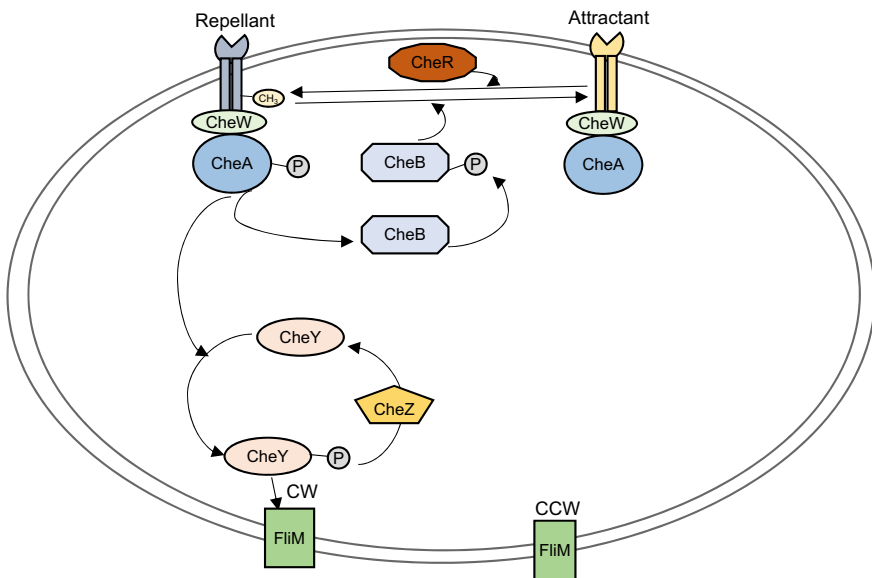 Repellant
Attractant
CheR
CH3
CheW
CheW
CheA
P
CheB
P
CheA
CheB
CheY
CheZ
CheY
P
CW
CCW
FliM
FliM